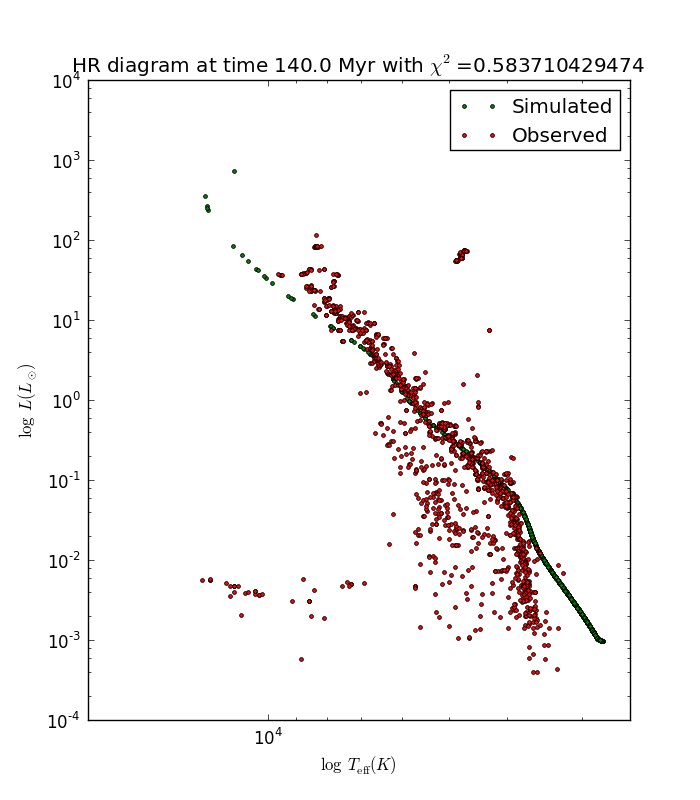 HR diagram at time 140.0 Myr with χ² =0.583710429474
Simulated
Observed
10⁴
10³
10²
10¹
10⁰
10⁻¹
10⁻²
10⁻³
10⁻⁴
log L(L⊙)
10⁴
log T_eff(K)